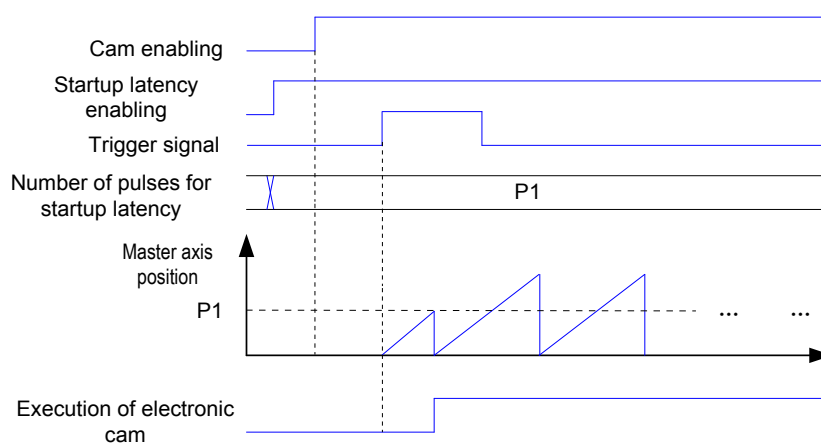 Cam enabling
Startup latency
enabling
Trigger signal
Number of pulses for
startup latency
P1
Master axis
position
P1
... ...
Execution of electronic
cam